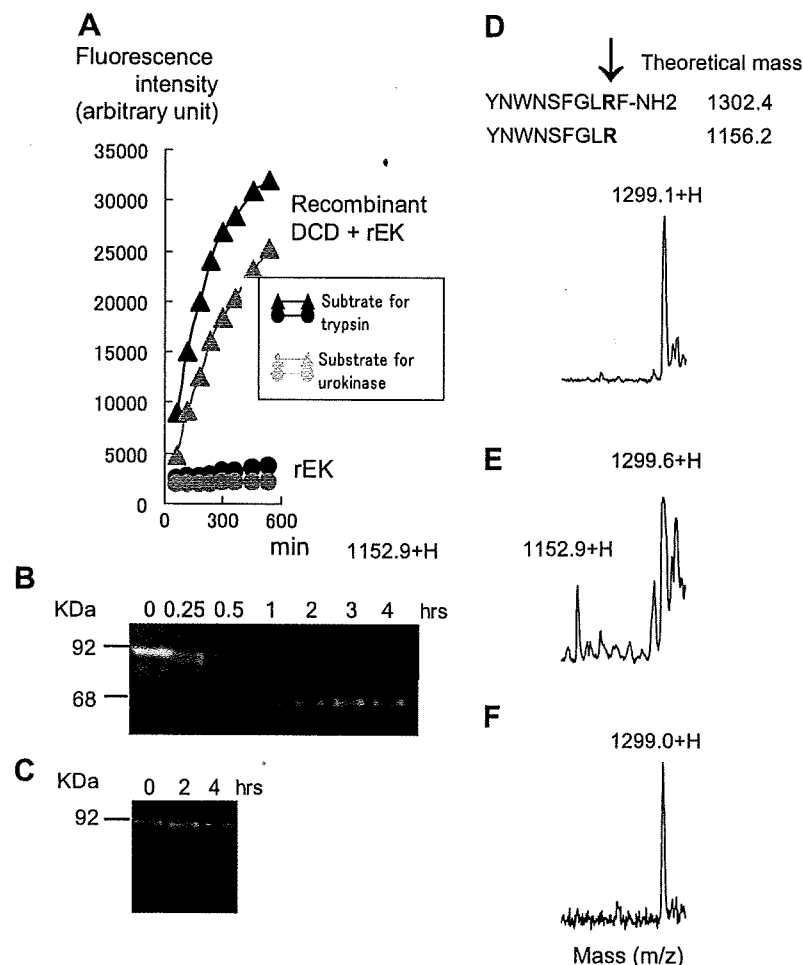 A
Fluorescence
intensity
(arbitrary unit)
35000
30000
25000
20000
15000
10000
5000
0
0 300 600
min
Recombinant
DCD + rEK
Subtrate for
trypsin
Substrate for
urokinase
rEK
1152.9+H
B
KDa 0 0.25 0.5 1 2 3 4 hrs
92
68
C
KDa 0 2 4 hrs
92
D
Theoretical mass
YNWNSFGLRF-NH2 1302.4
YNWNSFGLR 1156.2
1299.1+H
E
1299.6+H
1152.9+H
F
1299.0+H
Mass (m/z)